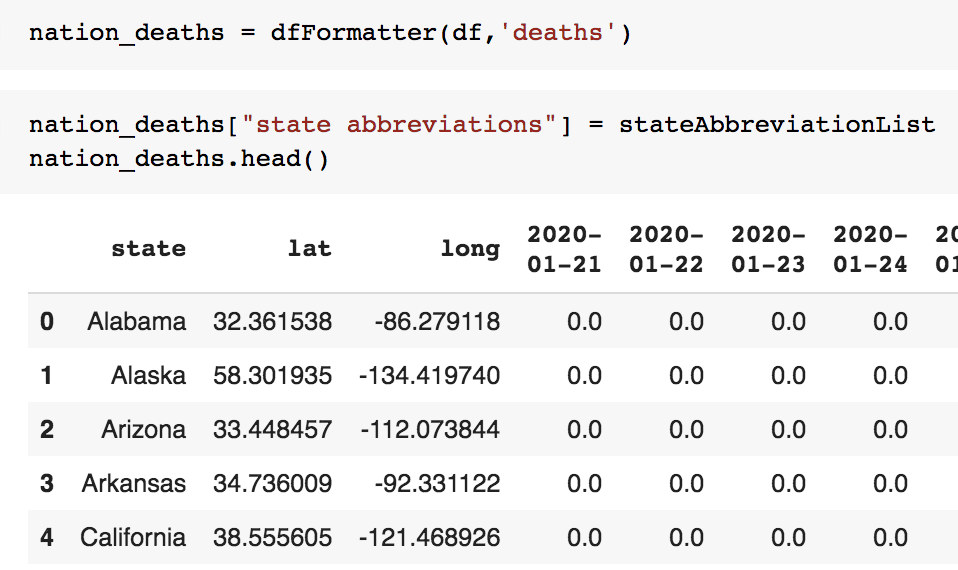 nation_deaths = dfFormatter(df,'deaths')
nation_deaths["state abbreviations"] = stateAbbreviationList
nation_deaths.head()
state lat long 2020-01-21 2020-01-22 2020-01-23 2020-01-24
0 Alabama 32.361538 -86.279118 0.0 0.0 0.0 0.0
1 Alaska 58.301935 -134.419740 0.0 0.0 0.0 0.0
2 Arizona 33.448457 -112.073844 0.0 0.0 0.0 0.0
3 Arkansas 34.736009 -92.331122 0.0 0.0 0.0 0.0
4 California 38.555605 -121.468926 0.0 0.0 0.0 0.0